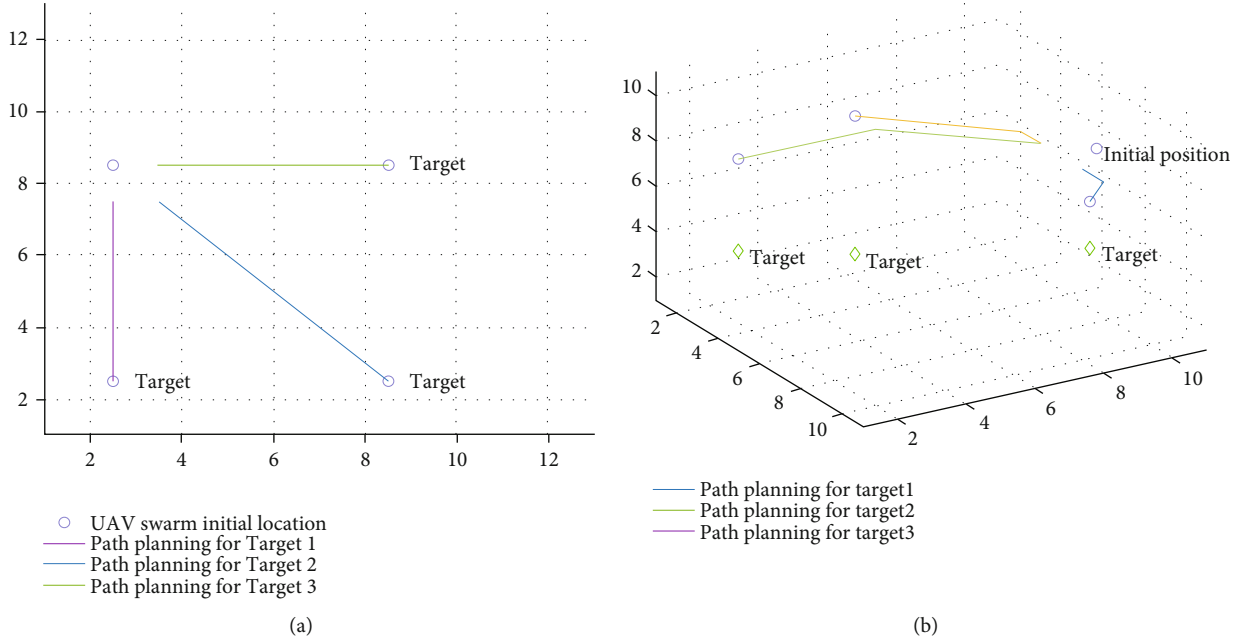 12
10
8
6
4
2
2
4
6
8
10
12
Target
Target
Target
UAV swarm initial location
Path planning for Target 1
Path planning for Target 2
Path planning for Target 3
(a)
10
8
6
4
2
2
4
6
8
10
2
4
6
8
10
Initial position
Target
Target
Target
Path planning for target1
Path planning for target2
Path planning for target3
(b)